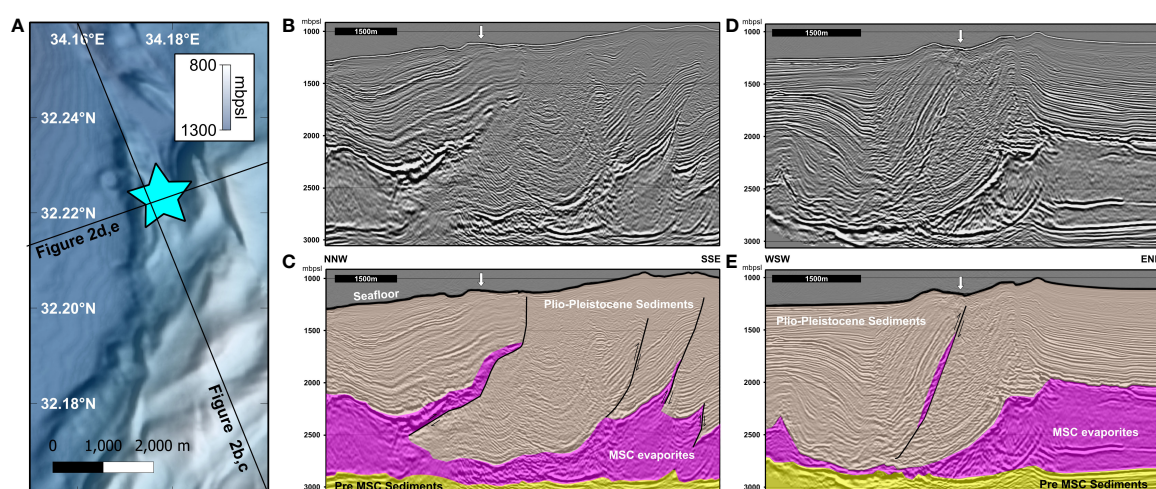 A
34.16°E
34.18°E
800
mbpsl
1300
32.24°N
32.22°N
Figure 2d,e
32.20°N
32.18°N
Figure 2b,c
0 1,000 2,000 m
B
mbpsl
1000
1500m
1500
2000
2500
3000
C
NNW
SSE
mbpsl
1000
1500m
Seafloor
Plio-Pleistocene Sediments
1500
2000
2500
MSC evaporites
Pre MSC Sediments
3000
D
mbpsl
1000
1500m
1500
2000
2500
3000
E
WSW
ENE
mbpsl
1000
1500m
Plio-Pleistocene Sediments
1500
2000
MSC evaporites
2500
Pre MSC Sediments
3000